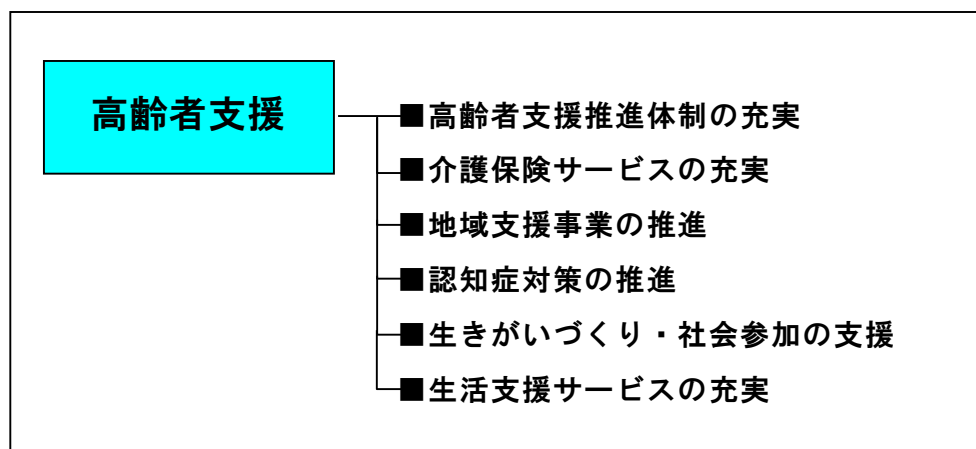 高齢者支援
■高齢者支援推進体制の充実
■介護保険サービスの充実
■地域支援事業の推進
■認知症対策の推進
■生きがいづくり・社会参加の支援
■生活支援サービスの充実